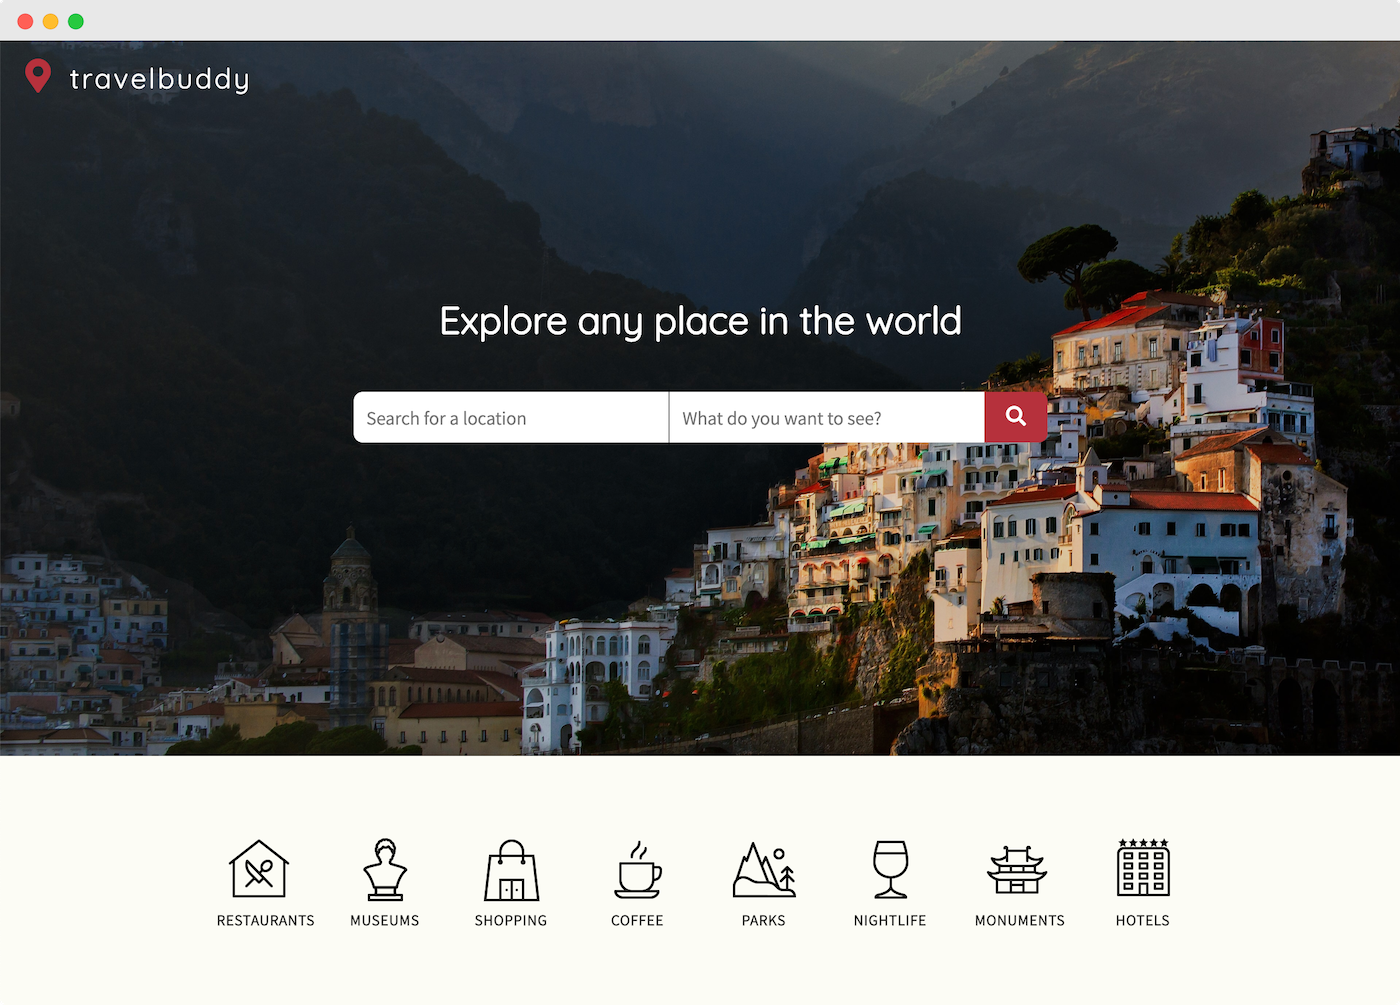 travelbuddy
Explore any place in the world
Search for a location
What do you want to see?
RESTAURANTS
MUSEUMS
SHOPPING
COFFEE
PARKS
NIGHTLIFE
MONUMENTS
HOTELS